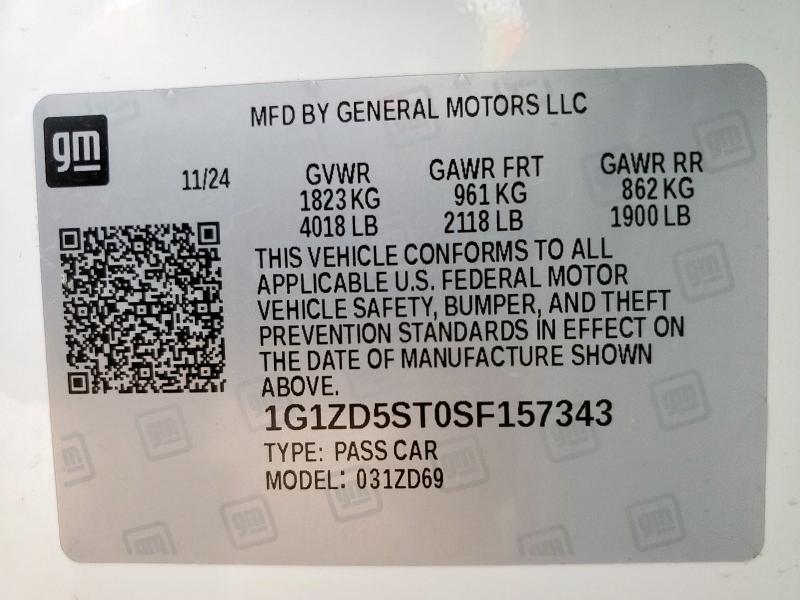 gm
MFD BY GENERAL MOTORS LLC
11/24
GVWR GAWR FRT GAWR RR
1823 KG 961 KG 862 KG
4018 LB 2118 LB 1900 LB
THIS VEHICLE CONFORMS TO ALL
APPLICABLE U.S. FEDERAL MOTOR
VEHICLE SAFETY, BUMPER, AND THEFT
PREVENTION STANDARDS IN EFFECT ON
THE DATE OF MANUFACTURE SHOWN
ABOVE.
1G1ZD5ST0SF157343
TYPE: PASS CAR
MODEL: 031ZD69